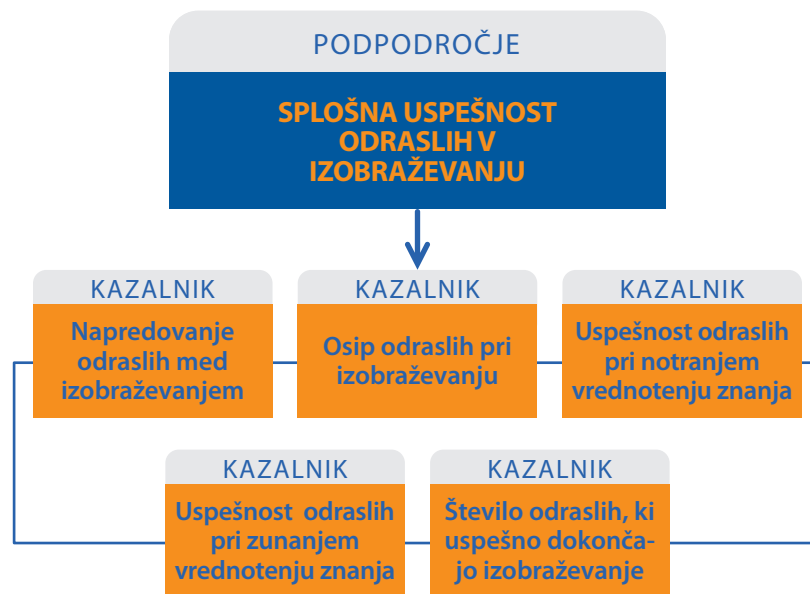 PODPODROČJE
SPLOŠNA USPEŠNOST
ODRASLIH V
IZOBRAŽEVANJU
KAZALNIK
Napredovanje
odraslih med
izobraževanjem
KAZALNIK
Osip odraslih pri
izobraževanju
KAZALNIK
Uspešnost odraslih
pri notranjem
vrednotenju znanja
KAZALNIK
Uspešnost odraslih
pri zunanjem
vrednotenju znanja
KAZALNIK
Število odraslih, ki
uspešno dokonča-
jo izobraževanje